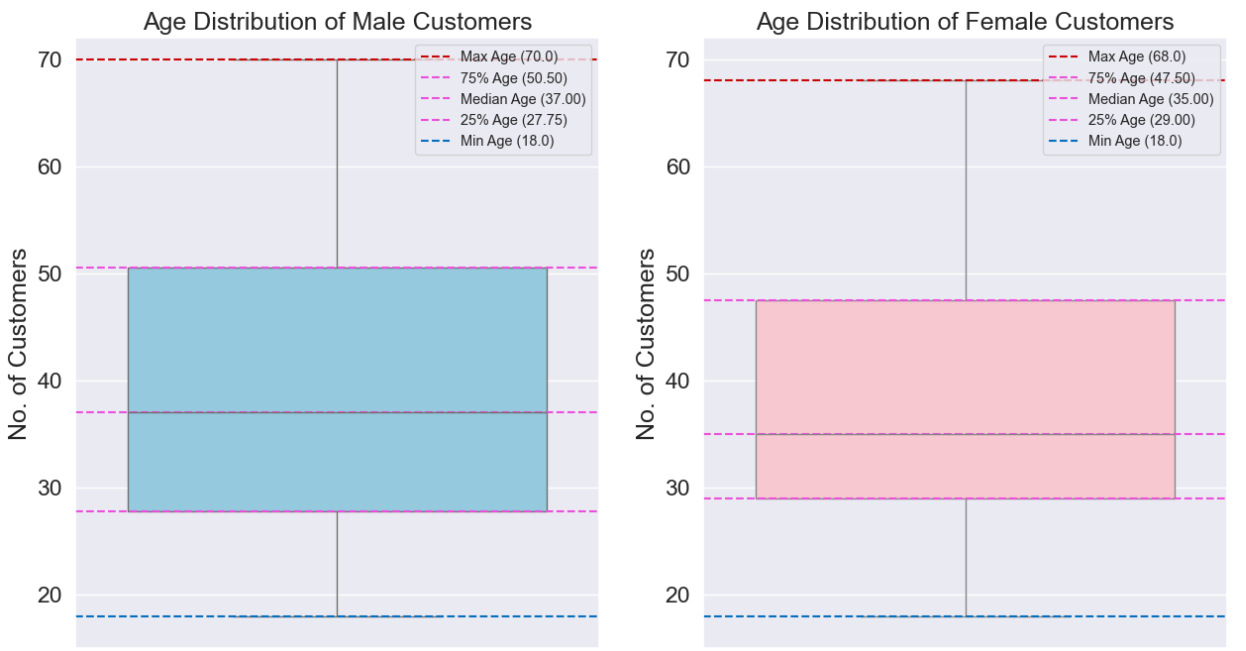 Age Distribution of Male Customers
No. of Customers
70
60
50
40
30
20
Max Age (70.0)
75% Age (50.50)
Median Age (37.00)
25% Age (27.75)
Min Age (18.0)
Age Distribution of Female Customers
No. of Customers
70
60
50
40
30
20
Max Age (68.0)
75% Age (47.50)
Median Age (35.00)
25% Age (29.00)
Min Age (18.0)